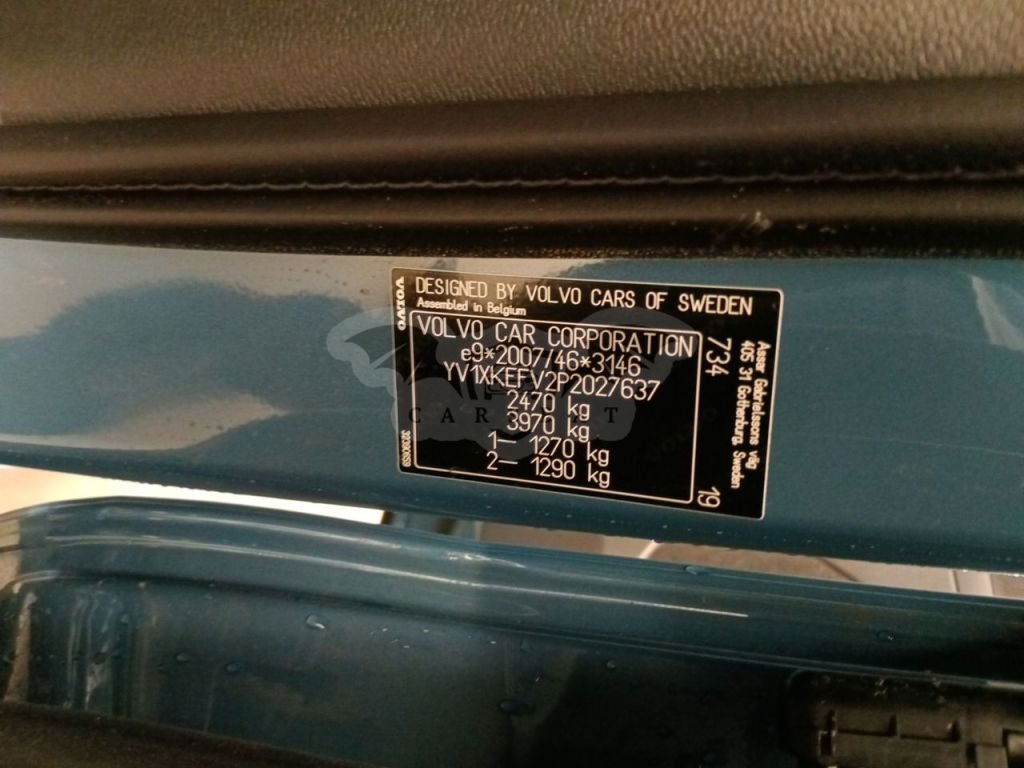 VOLVO
DESIGNED BY VOLVO CARS OF SWEDEN
Assembled in Belgium
VOLVO CAR CORPORATION
e9*2007/46*3146
YV1XKEFV2P2027637
2470 kg
3970 kg
1– 1270 kg
2– 1290 kg
734
19
Assar Gabrielssons väg
405 31 Gothenburg, Sweden